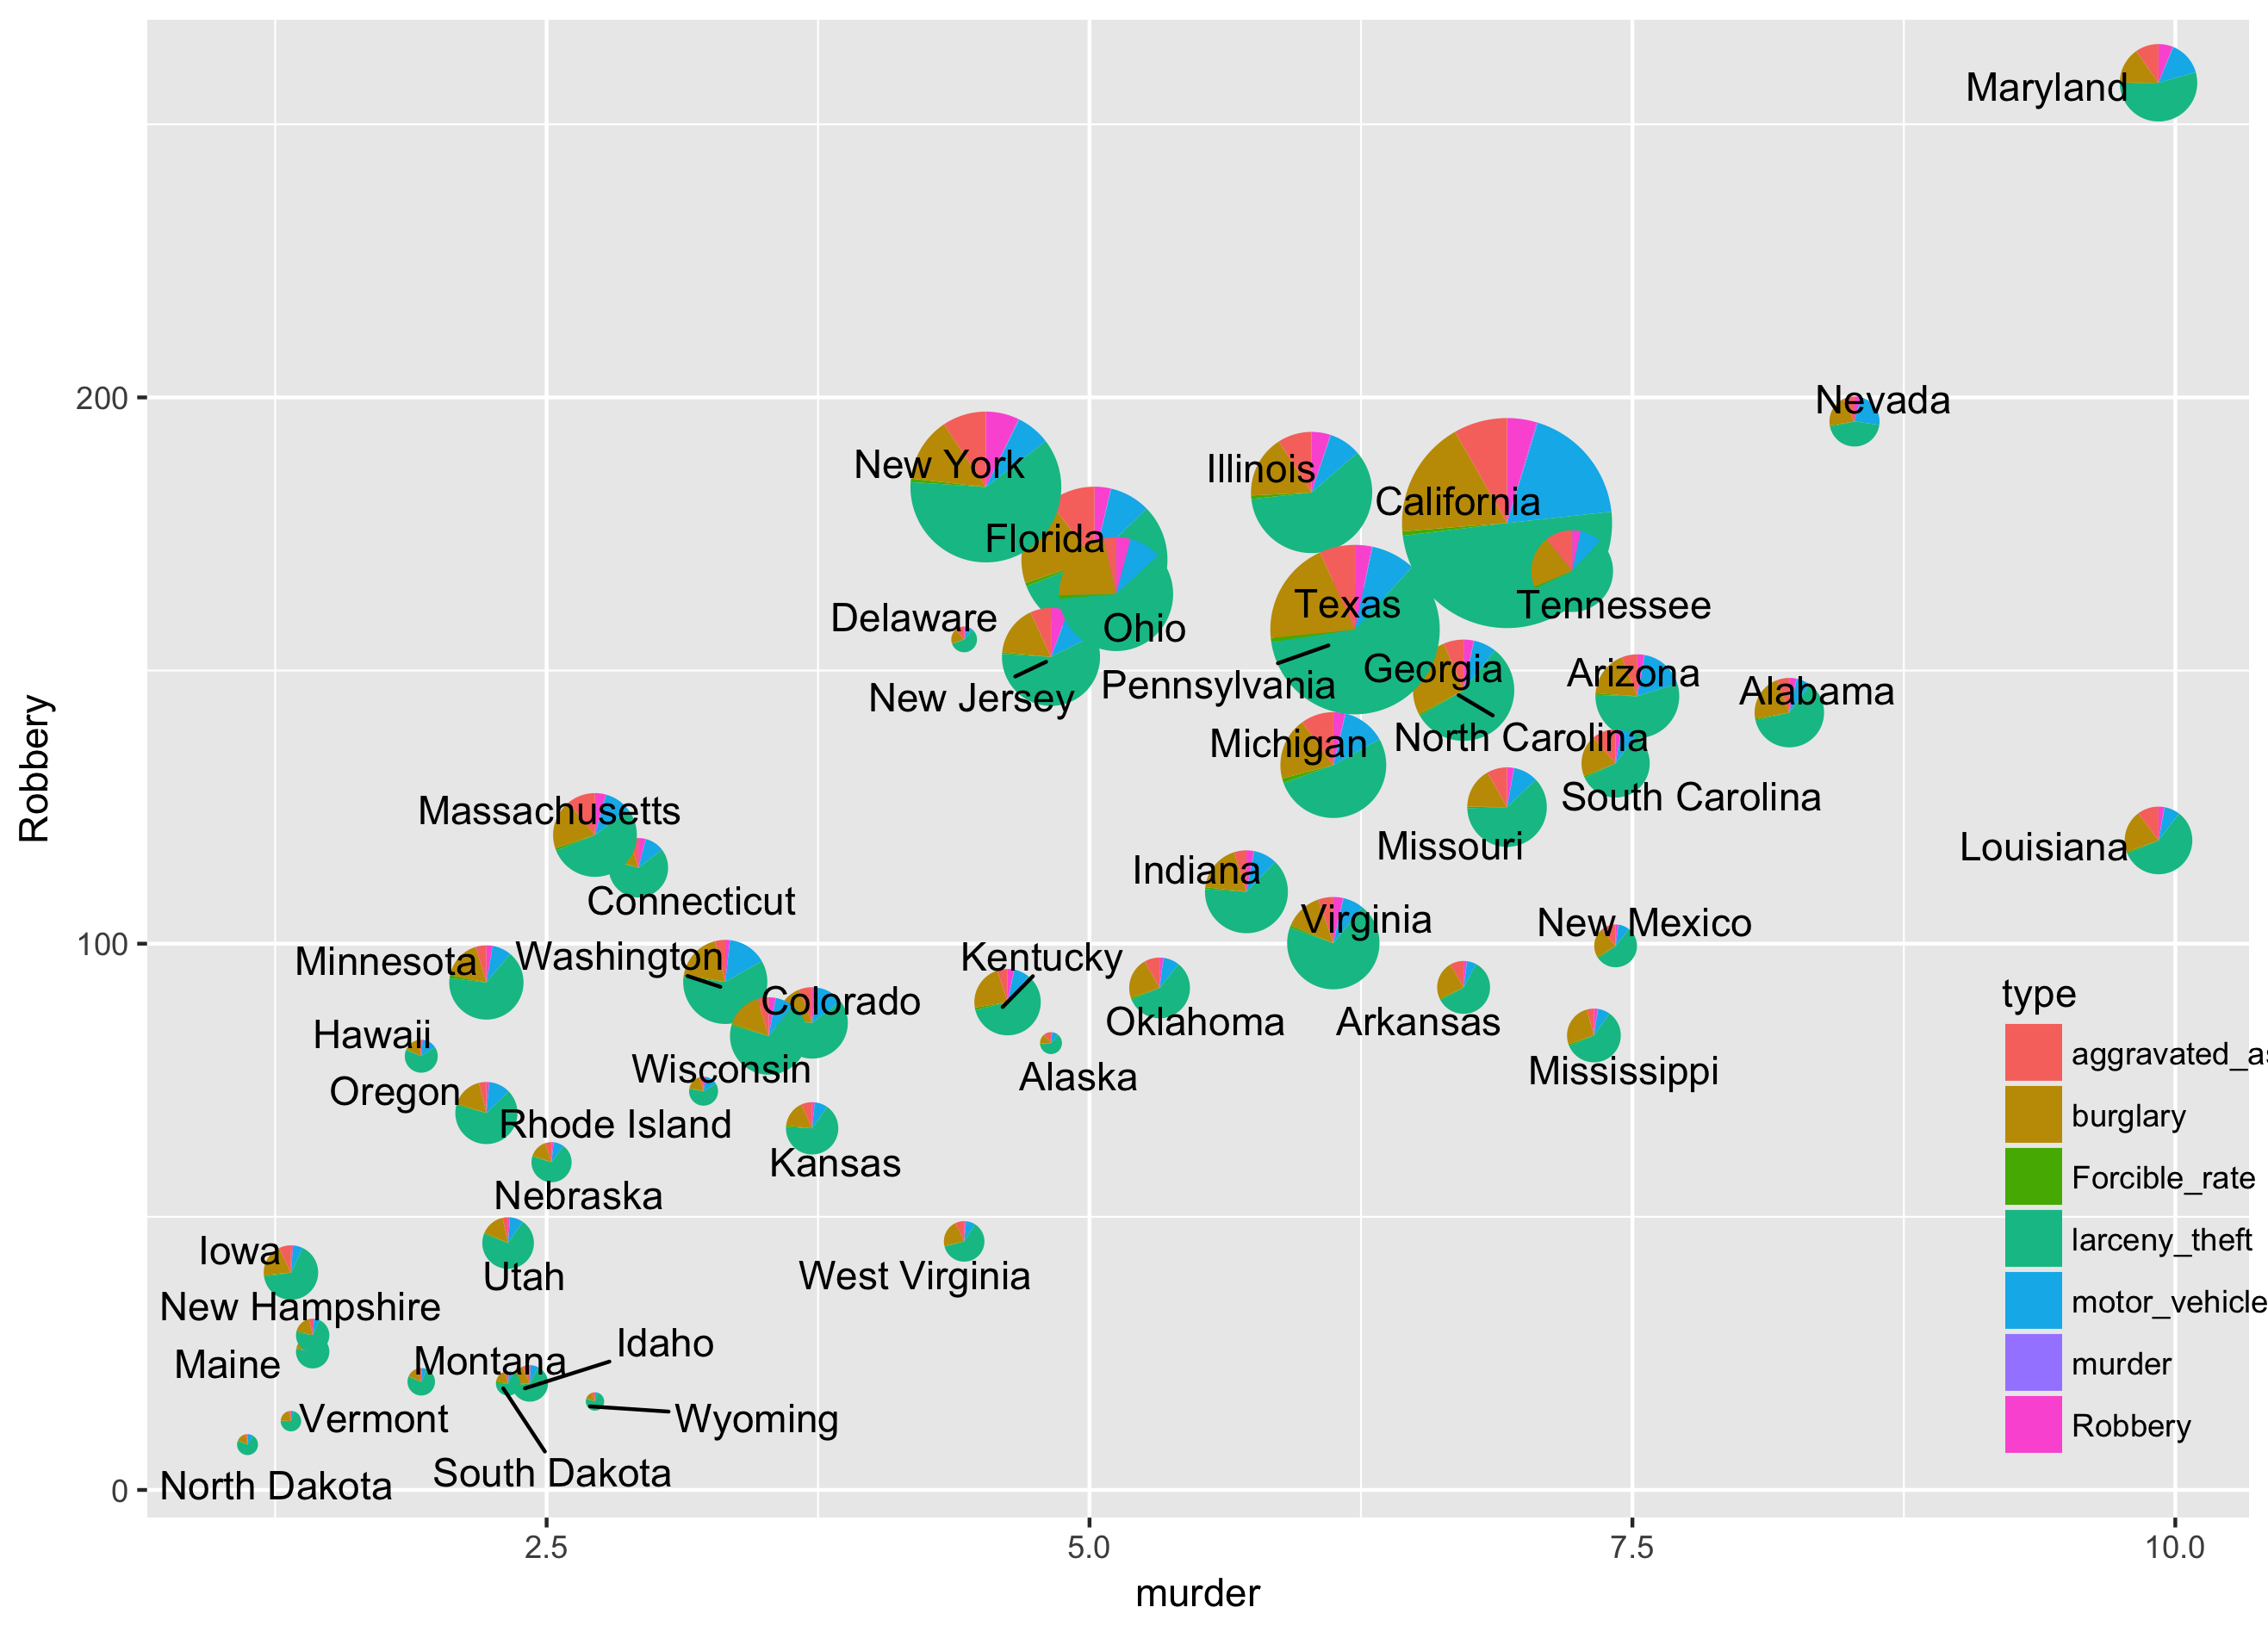 Maryland
200
Nevada
New York
Illinois
California
Florida
Texas
Tennessee
Delaware
Ohio
Georgia
Arizona
Pennsylvania
New Jersey
Alabama
Michigan
North Carolina
Robbery
Massachusetts
South Carolina
Missouri
Louisiana
Indiana
Connecticut
Virginia
New Mexico
100
Minnesota
Washington
Kentucky
Colorado
Oklahoma
Arkansas
Hawaii
Wisconsin
Alaska
Mississippi
Oregon
Rhode Island
Kansas
Nebraska
Iowa
Utah
West Virginia
New Hampshire
Maine
Montana
Idaho
Vermont
Wyoming
South Dakota
North Dakota
0
type
aggravated_as
burglary
Forcible_rate
larceny_theft
motor_vehicle
murder
Robbery
2.5 5.0 7.5 10.0
murder